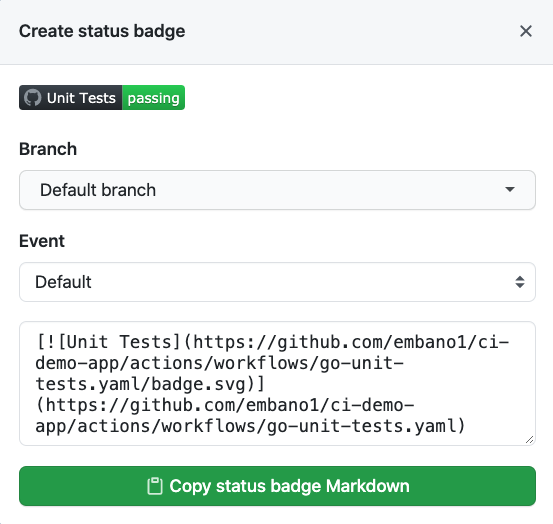 Create status badge
Unit Tests passing
Branch
Default branch
Event
Default
[![Unit Tests](https://github.com/embano1/ci-
demo-app/actions/workflows/go-unit-
tests.yaml/badge.svg)]
(https://github.com/embano1/ci-demo-
app/actions/workflows/go-unit-tests.yaml)
Copy status badge Markdown